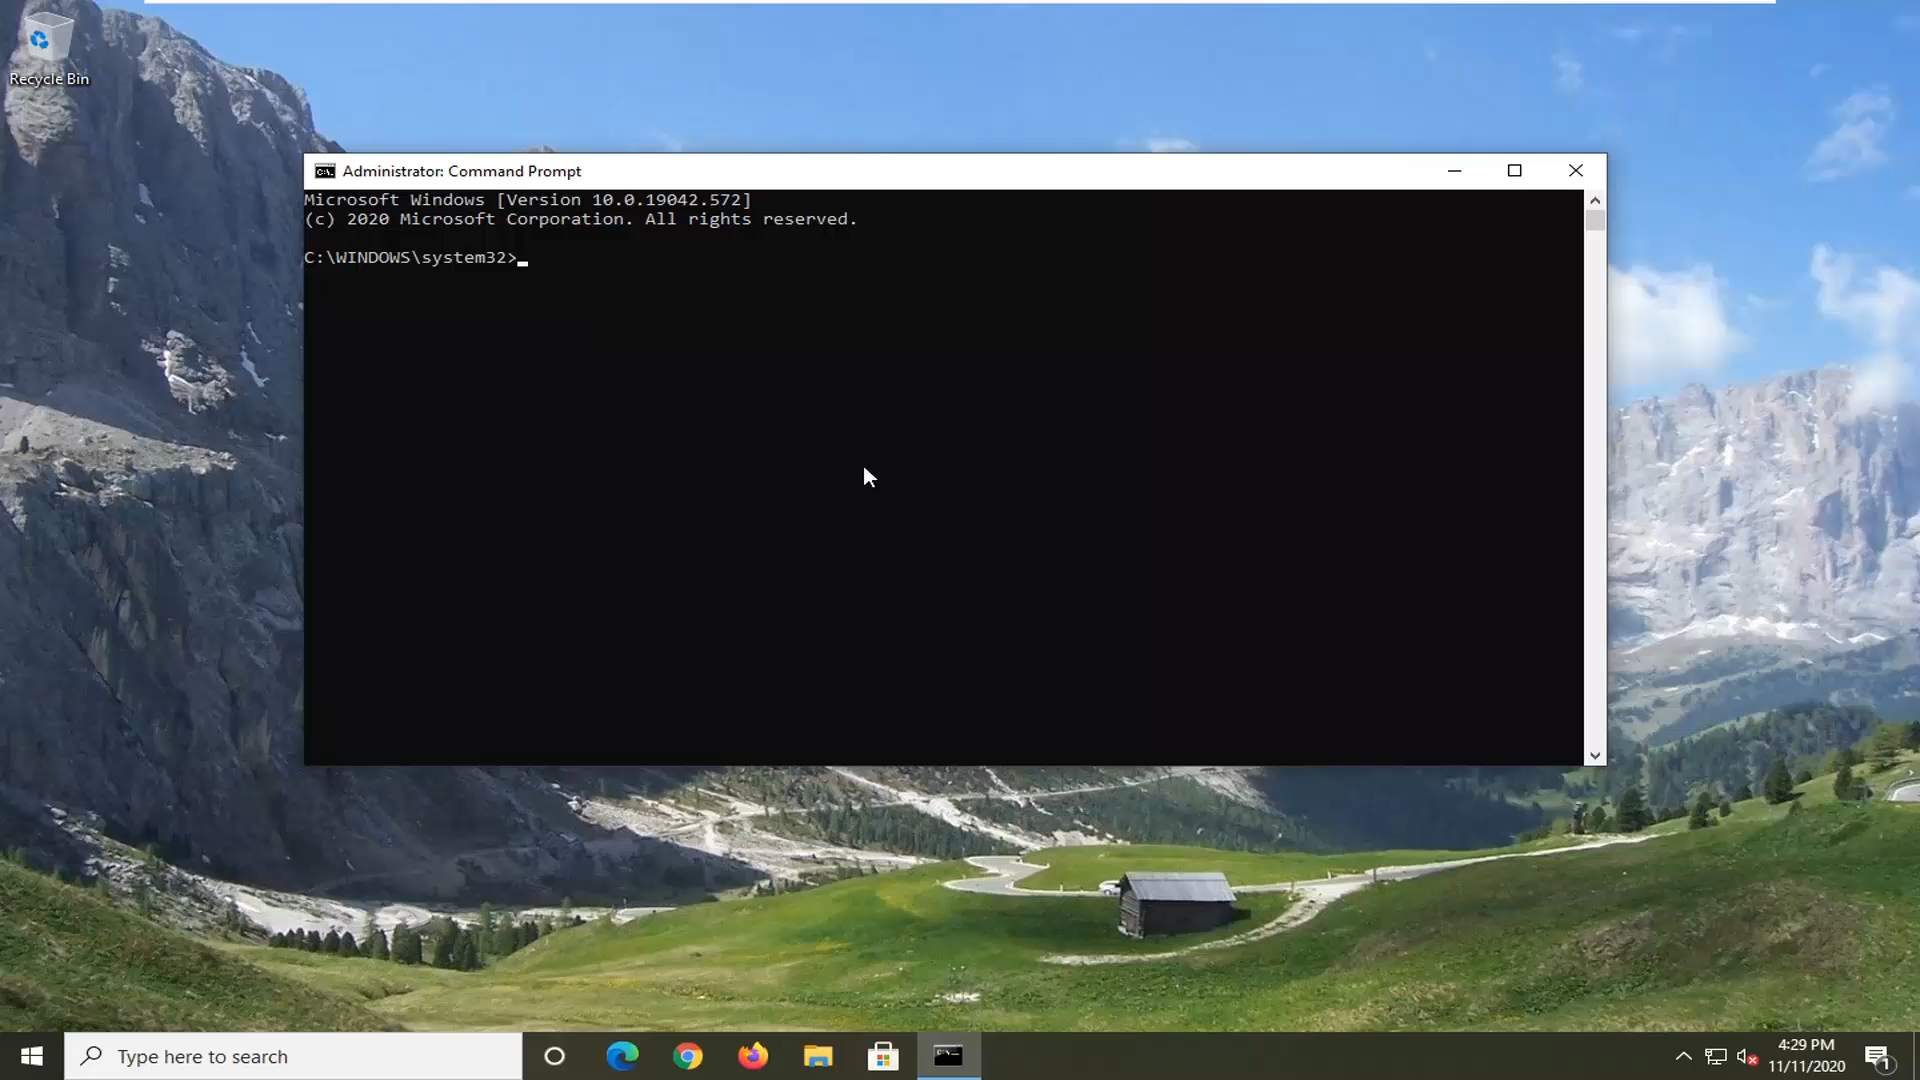 Recycle Bin
Administrator: Command Prompt
Microsoft Windows [Version 10.0.19042.572]
(c) 2020 Microsoft Corporation. All rights reserved.
C:\WINDOWS\system32>
Type here to search
4:29 PM
11/11/2020
1